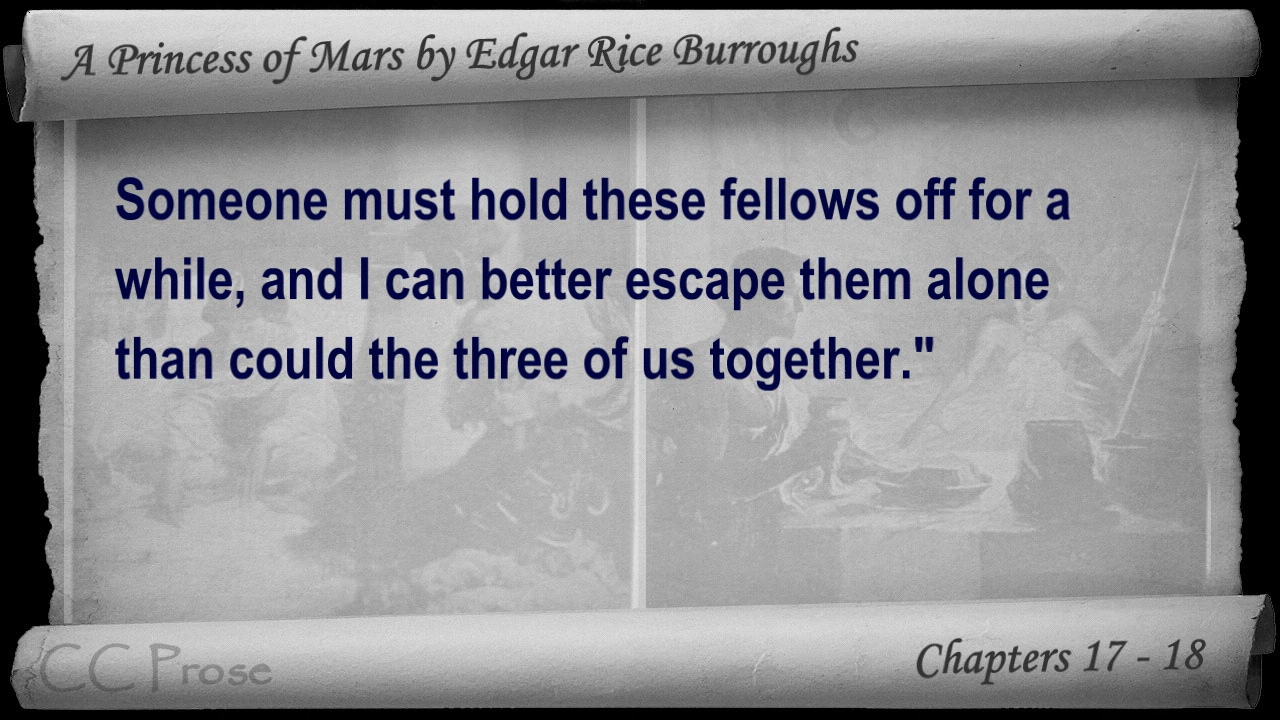 A Princess of Mars by Edgar Rice Burroughs
Someone must hold these fellows off for a
while, and I can better escape them alone
than could the three of us together."
CC Prose
Chapters 17 - 18